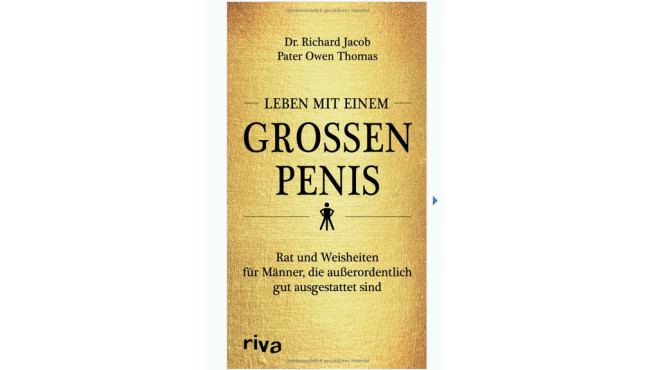 Dr. Richard Jacob
Pater Owen Thomas
LEBEN MIT EINEM
GROSSEN
PENIS
Rat und Weisheiten
für Männer, die außerordentlich
gut ausgestattet sind
riva